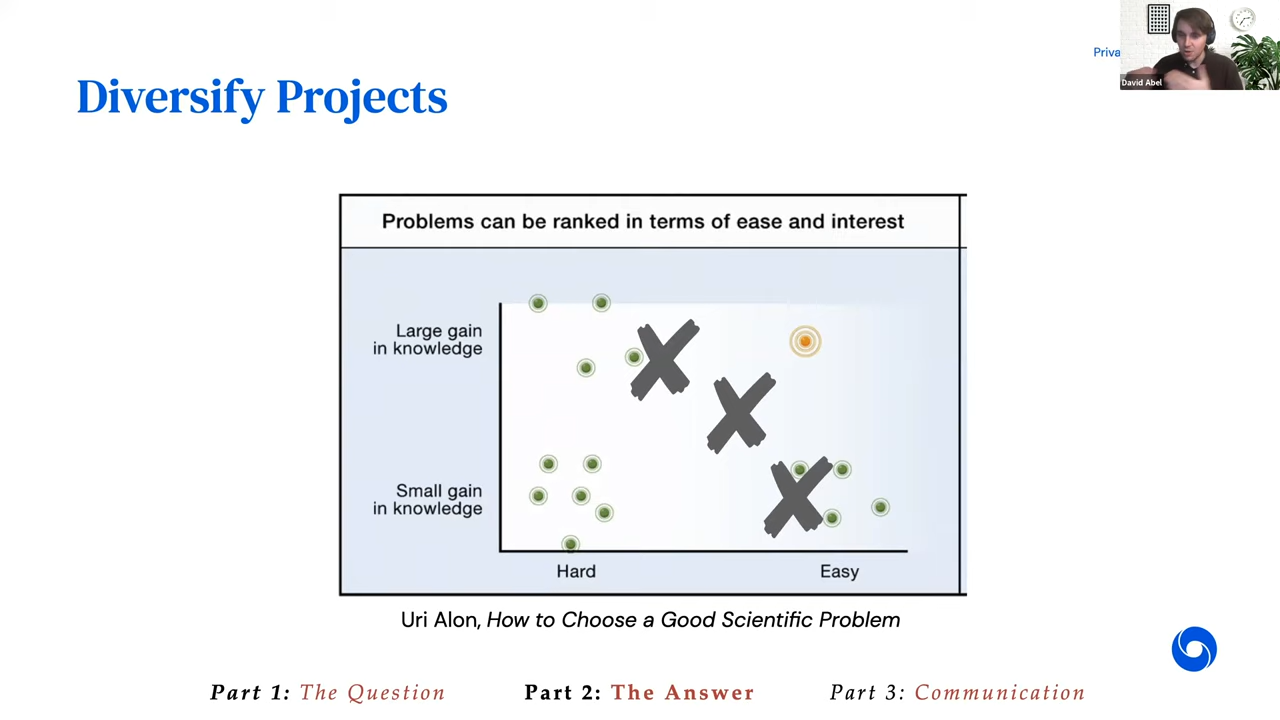 Priva
David Abel
Diversify Projects
Problems can be ranked in terms of ease and interest
Large gain
in knowledge
Small gain
in knowledge
Hard
Easy
Uri Alon, How to Choose a Good Scientific Problem
Part 1: The Question
Part 2: The Answer
Part 3: Communication